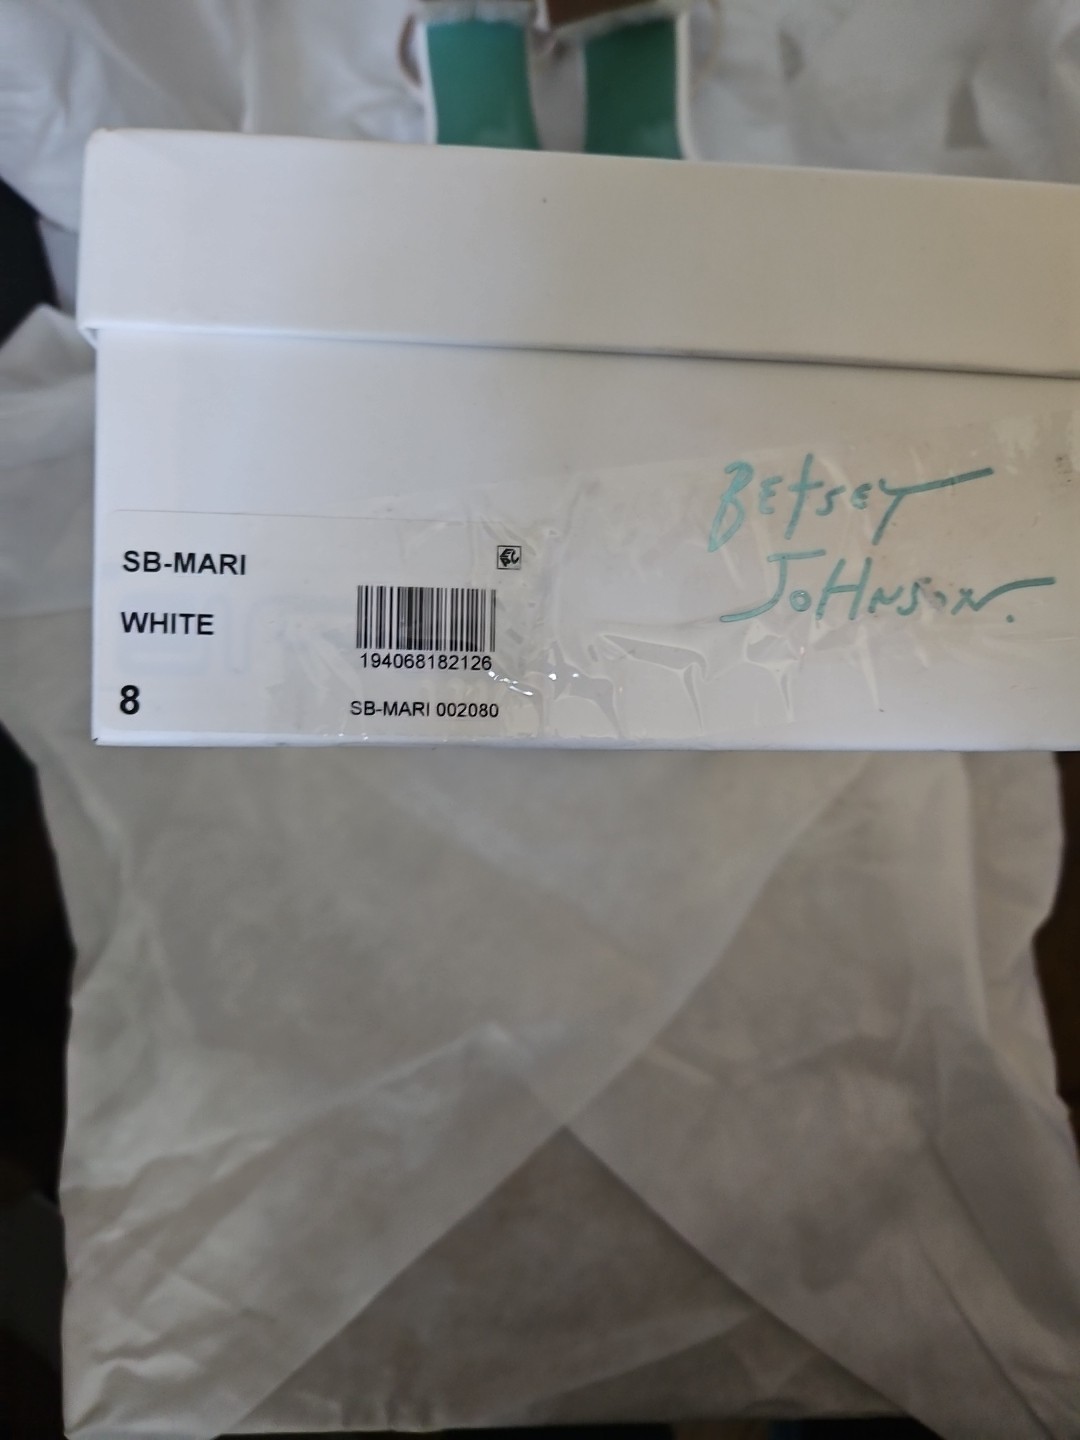 SB-MARI
WHITE
194068182126
8
SB-MARI 002080
BEtSEY
JoHNSoN.